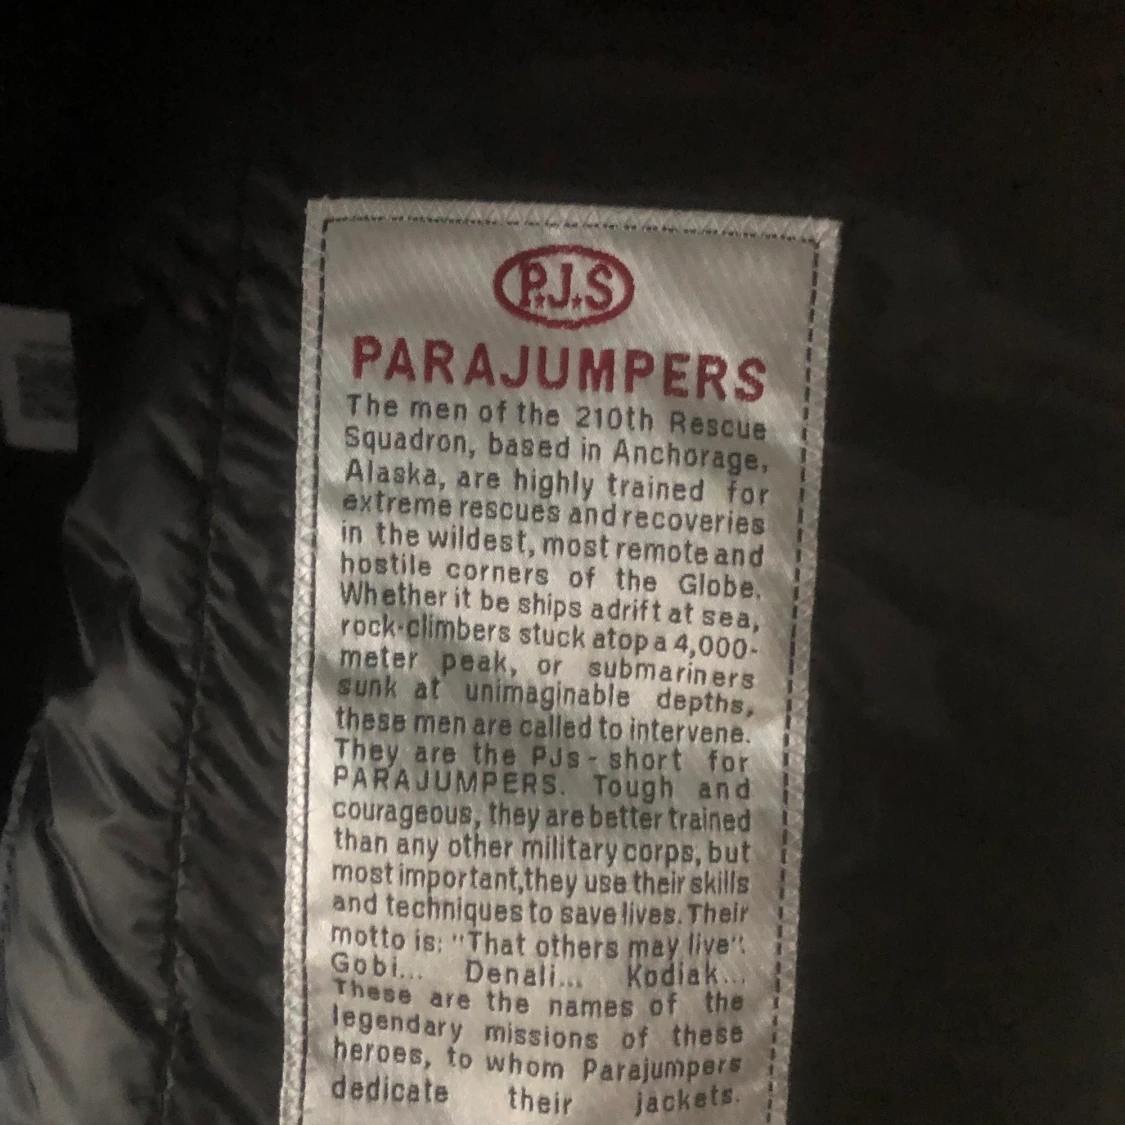 P.J.S
PARAJUMPERS
The men of the 210th Rescue
Squadron, based in Anchorage,
Alaska, are highly trained for
extreme rescues and recoveries
in the wildest, most remote and
hostile corners of the Globe.
Whether it be ships adrift at sea,
rock-climbers stuck atop a 4,000-
meter peak, or submariners
sunk at unimaginable depths,
these men are called to intervene.
They are the PJs - short for
PARAJUMPERS. Tough and
courageous, they are better trained
than any other military corps, but
most important,they use their skills
and techniques to save lives. Their
motto is: "That others may live".
Gobi... Denali... Kodiak...
These are the names of the
legendary missions of these
heroes, to whom Parajumpers
dedicate their jackets.